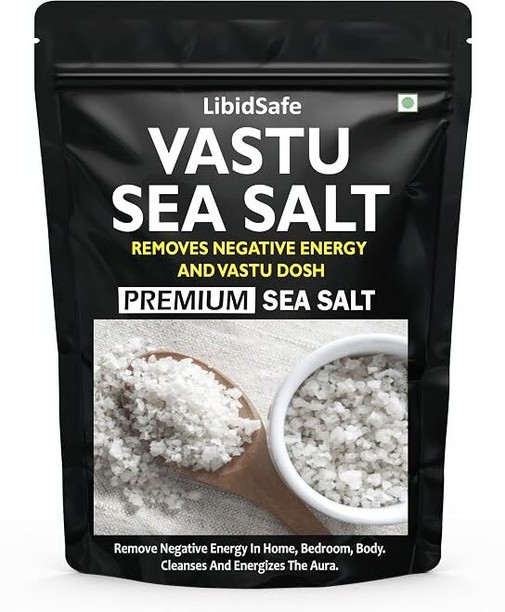 LibidSafe
VASTU
SEA SALT
REMOVES NEGATIVE ENERGY
AND VASTU DOSH
PREMIUM SEA SALT
Remove Negative Energy In Home, Bedroom, Body.
Cleanses And Energizes The Aura.